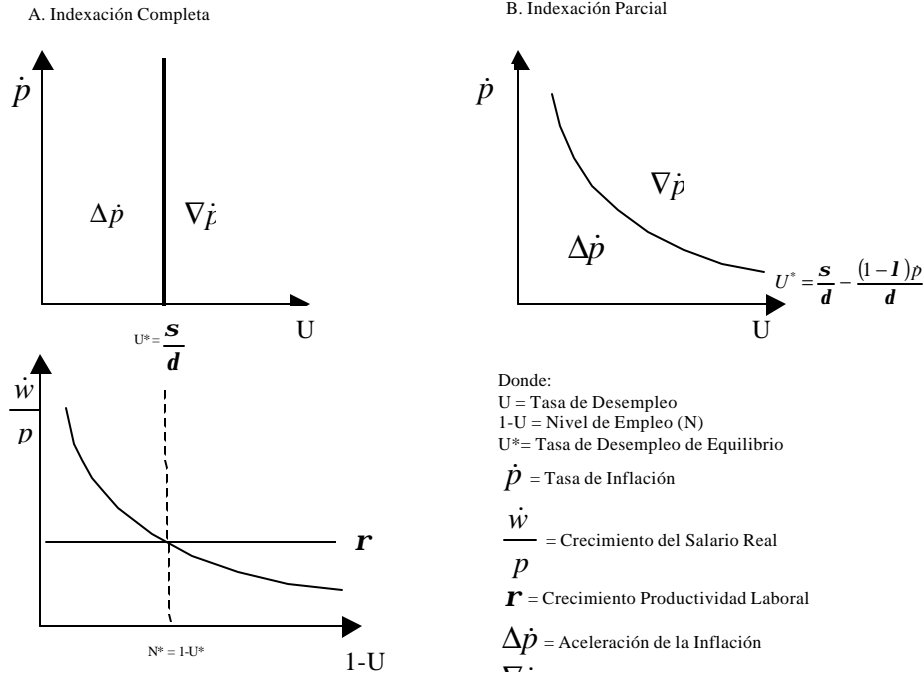 A. Indexación Completa
ṗ
Δṗ ∇ṗ
U
U* = s/d
B. Indexación Parcial
ṗ
∇ṗ
Δṗ
U* = s/d − (1 − l)ṗ/d
U
ẇ/p
r
N* = 1-U*
1-U
Donde:
U = Tasa de Desempleo
1-U = Nivel de Empleo (N)
U*= Tasa de Desempleo de Equilibrio
ṗ = Tasa de Inflación
ẇ/p = Crecimiento del Salario Real
r = Crecimiento Productividad Laboral
Δṗ = Aceleración de la Inflación